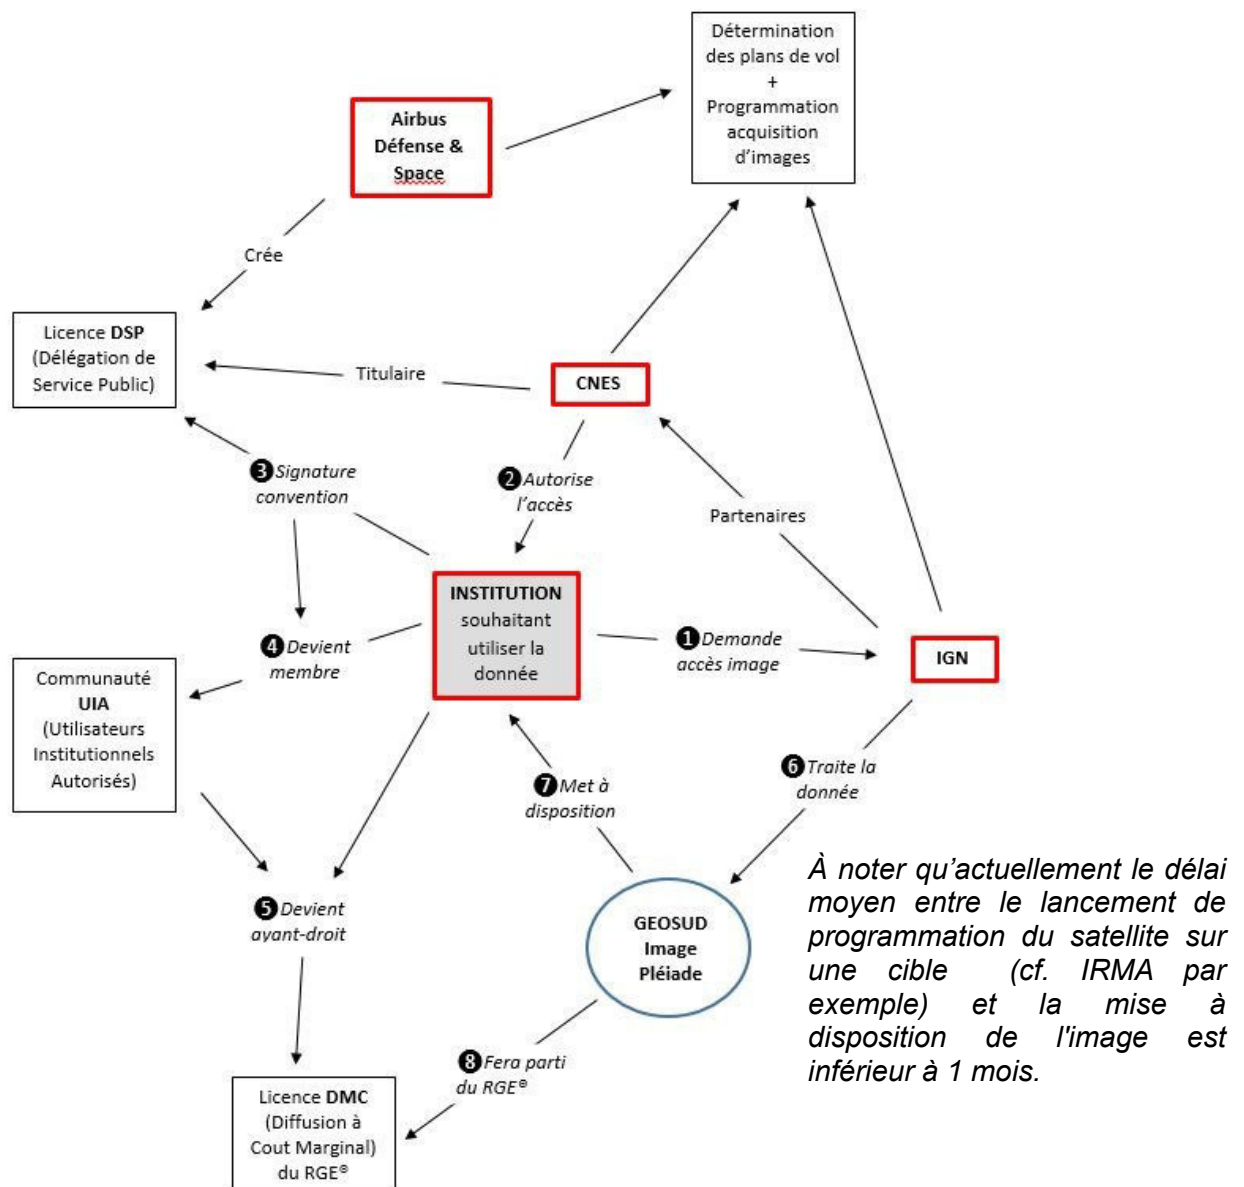 Détermination
des plans de vol
+
Programmation
acquisition
d’images
Airbus
Défense &
Space
Crée
Licence DSP
(Délégation de
Service Public)
Titulaire
CNES
❸Signature
convention
❷Autorise
l’accès
Partenaires
INSTITUTION
souhaitant
utiliser la
donnée
❹Devient
membre
❶Demande
accès image
IGN
Communauté
UIA
(Utilisateurs
Institutionnels
Autorisés)
❼Met à
disposition
❻Traite la
donnée
❺Devient
ayant-droit
GEOSUD
Image
Pléiade
À noter qu’actuellement le délai
moyen entre le lancement de
programmation du satellite sur
une cible (cf. IRMA par
exemple) et la mise à
disposition de l'image est
inférieur à 1 mois.
❽Fera parti
du RGE®
Licence DMC
(Diffusion à
Cout Marginal)
du RGE®